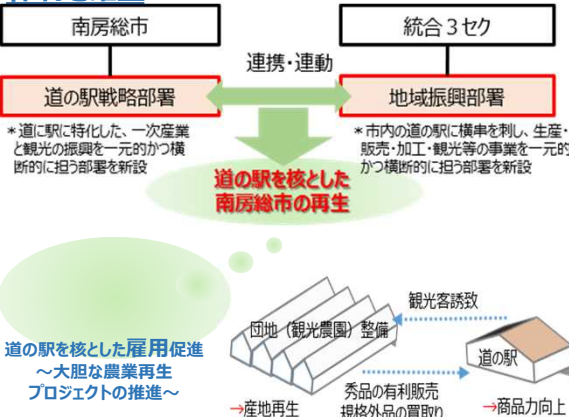 南房総市
統合３セク
連携・連動
道の駅戦略部署
地域振興部署
＊道に駅に特化した、一次産業
と観光の振興を一元的かつ横
断的に担う部署を新設
＊市内の道の駅に横串を刺し、生産・
販売・加工・観光等の事業を一元的
かつ横断的に担う部署を新設
道の駅を核とした
南房総市の再生
道の駅を核とした雇用促進
～大胆な農業再生
プロジェクトの推進～
団地（観光農園）整備
観光客誘致
道の駅
秀品の有利販売
規格外品の買取り
→産地再生
→商品力向上